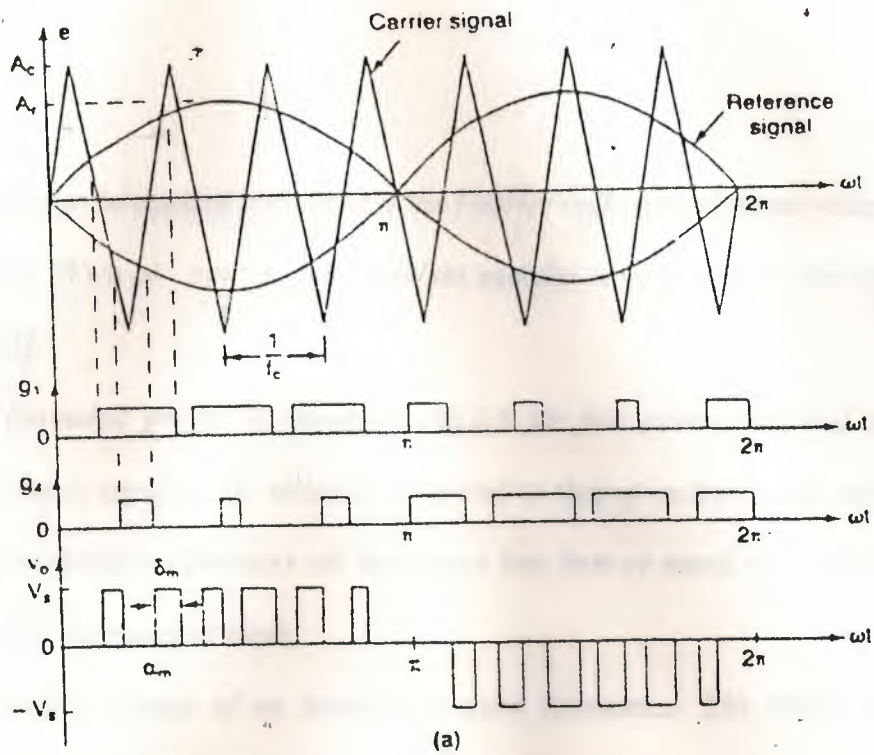 e
Carrier signal
A_c
A_r
Reference
signal
ωt
π
2π
1
f_c
g₁
0
π
2π
ωt
g₄
0
π
2π
ωt
v_o
V_s
δ_m
0
α_m
π
2π
ωt
− V_s
(a)